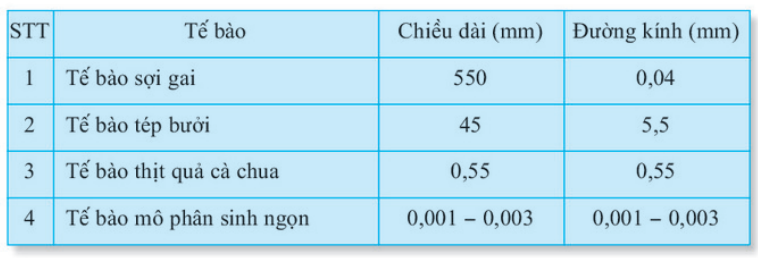 STT Tế bào Chiều dài (mm) Đường kính (mm)
1 Tế bào sợi gai 550 0,04
2 Tế bào tép bưởi 45 5,5
3 Tế bào thịt quả cà chua 0,55 0,55
4 Tế bào mô phân sinh ngọn 0,001 – 0,003 0,001 – 0,003